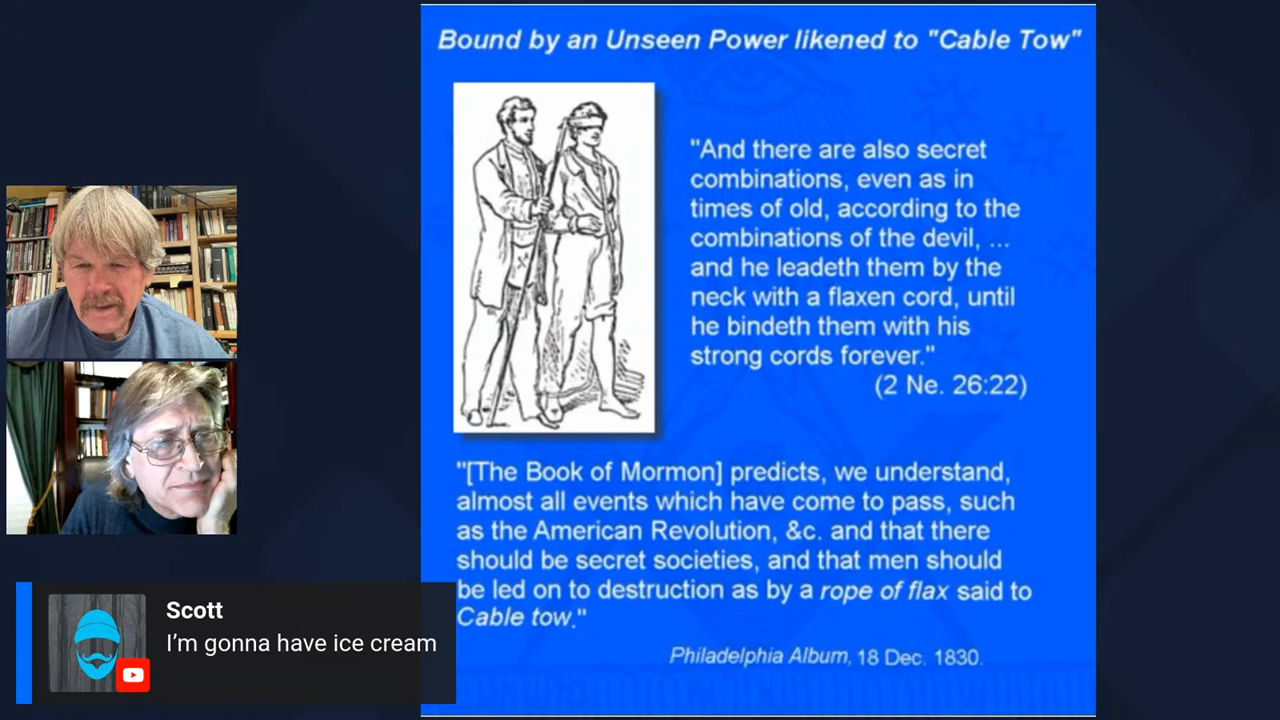 Bound by an Unseen Power likened to "Cable Tow"
"And there are also secret
combinations, even as in
times of old, according to the
combinations of the devil, ...
and he leadeth them by the
neck with a flaxen cord, until
he bindeth them with his
strong cords forever."
(2 Ne. 26:22)
"[The Book of Mormon] predicts, we understand,
almost all events which have come to pass, such
as the American Revolution, &c. and that there
should be secret societies, and that men should
be led on to destruction as by a rope of flax said to
Cable tow."
Philadelphia Album, 18 Dec. 1830.
Scott
I’m gonna have ice cream